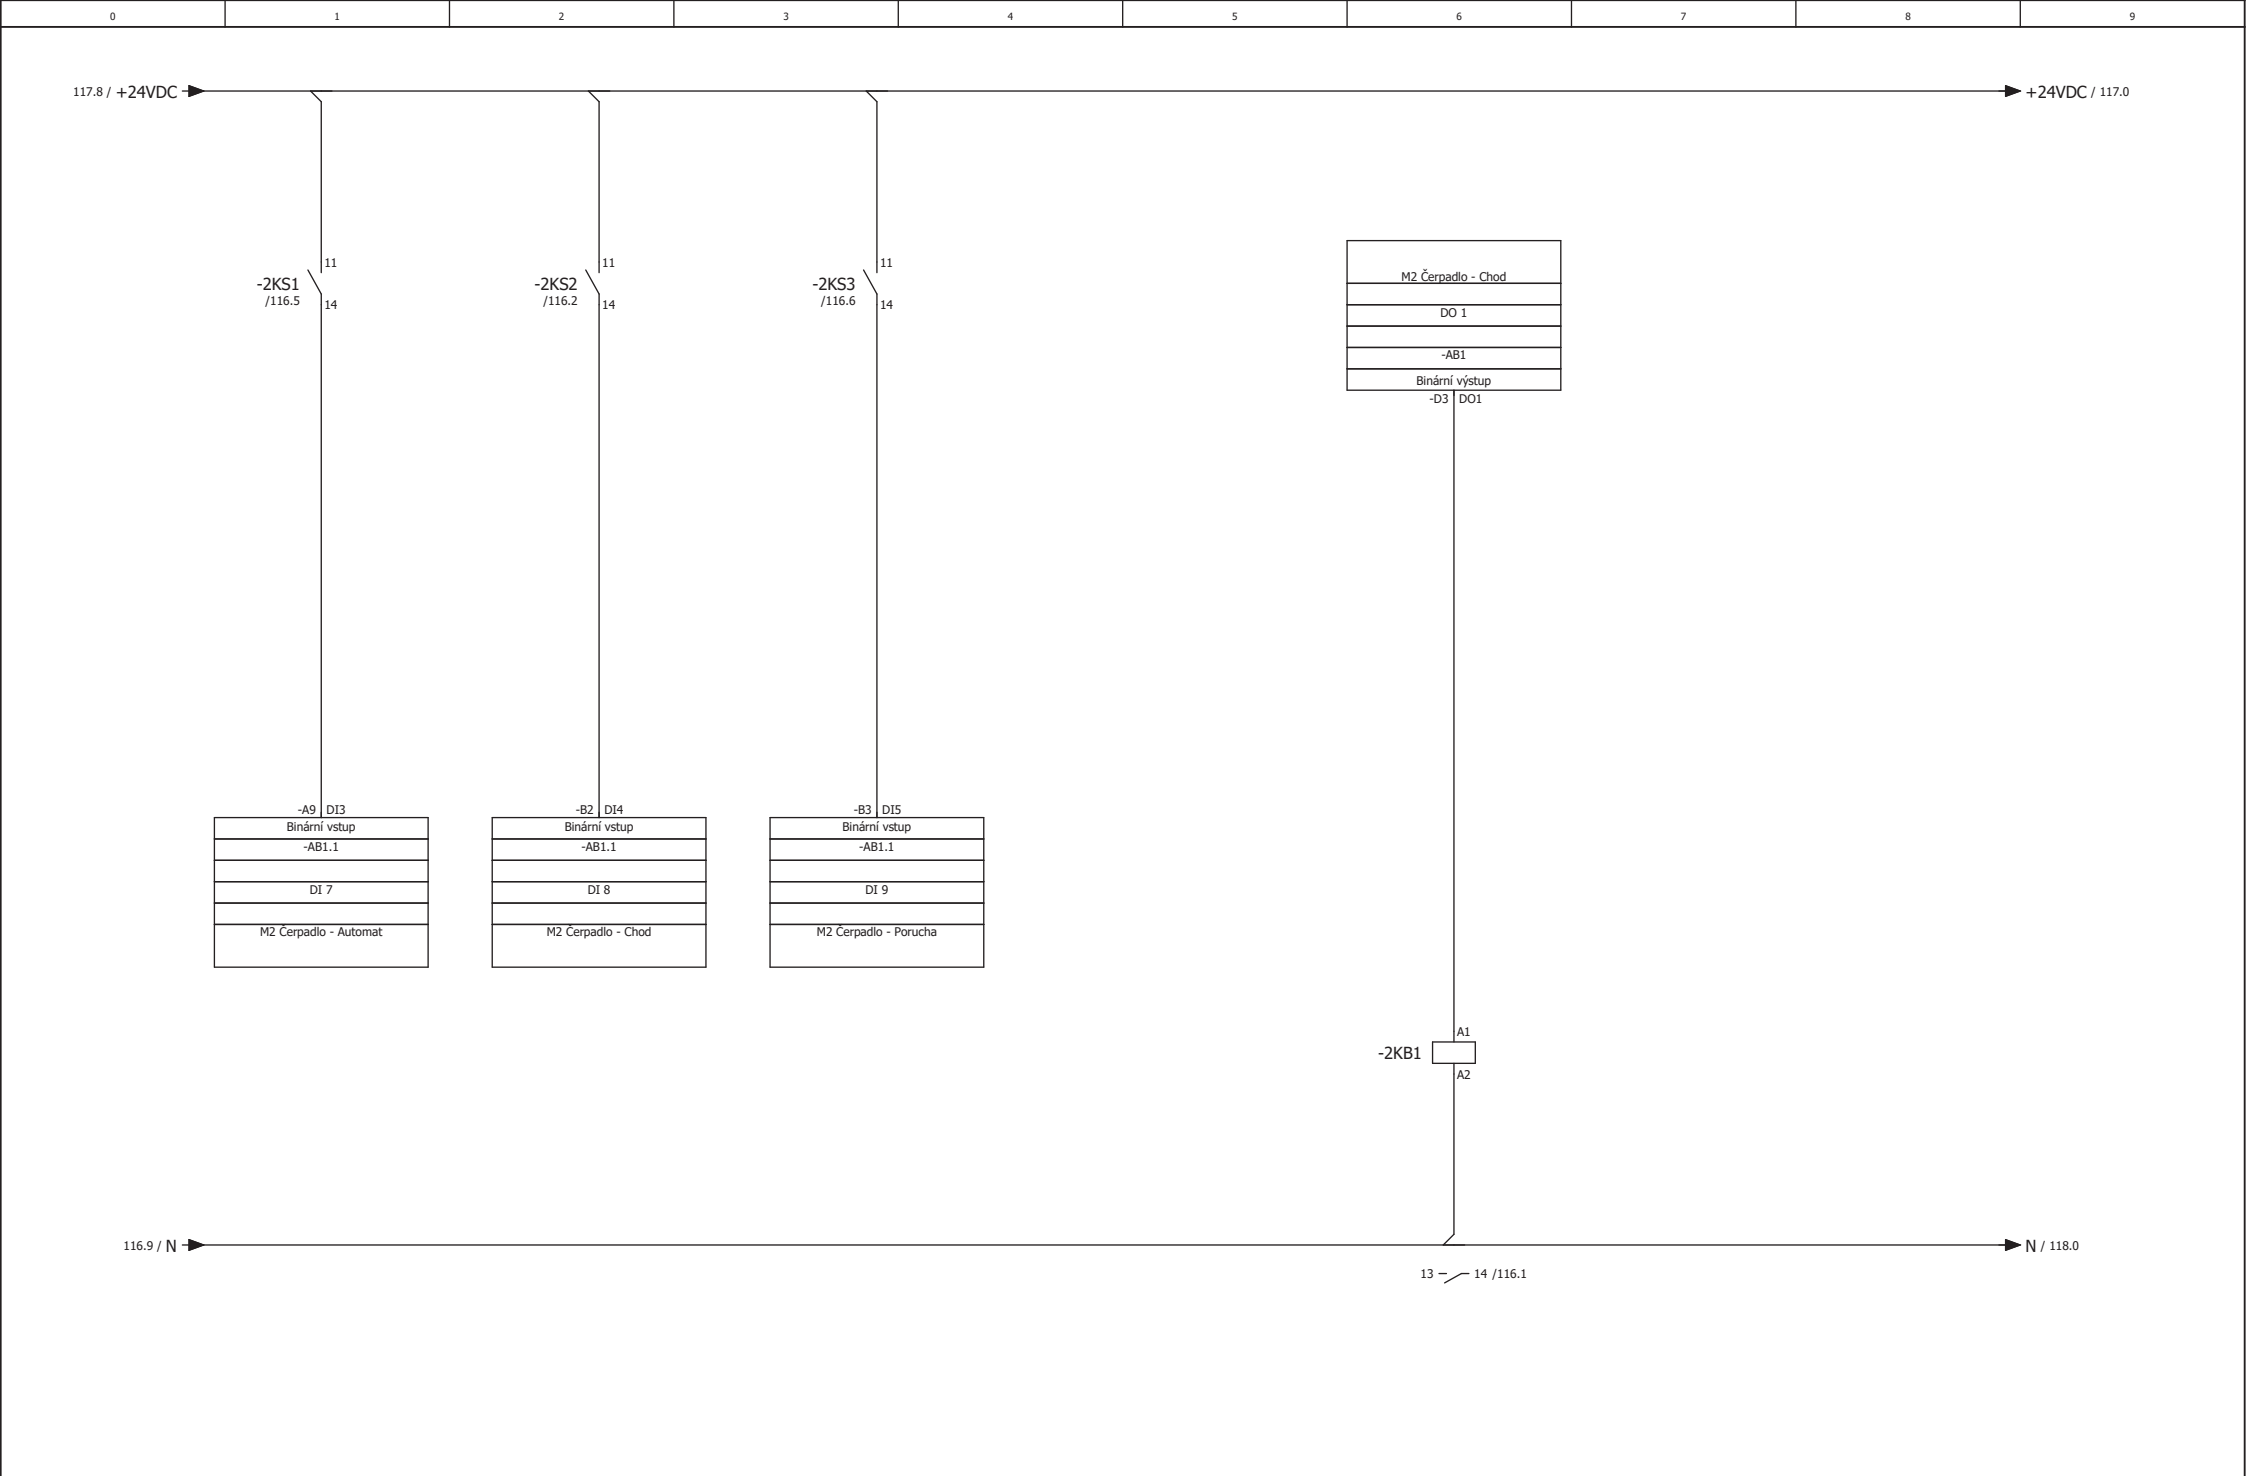 0 1 2 3 4 5 6 7 8 9
117.8 / +24VDC
+24VDC / 117.0
11
-2KS1
/116.5
14
11
-2KS2
/116.2
14
11
-2KS3
/116.6
14
M2 Čerpadlo - Chod
DO 1
-AB1
Binární výstup
-D3 DO1
-A9 DI3
Binární vstup
-AB1.1
DI 7
M2 Čerpadlo - Automat
-B2 DI4
Binární vstup
-AB1.1
DI 8
M2 Čerpadlo - Chod
-B3 DI5
Binární vstup
-AB1.1
DI 9
M2 Čerpadlo - Porucha
A1
-2KB1
A2
116.9 / N
N / 118.0
13 14 /116.1